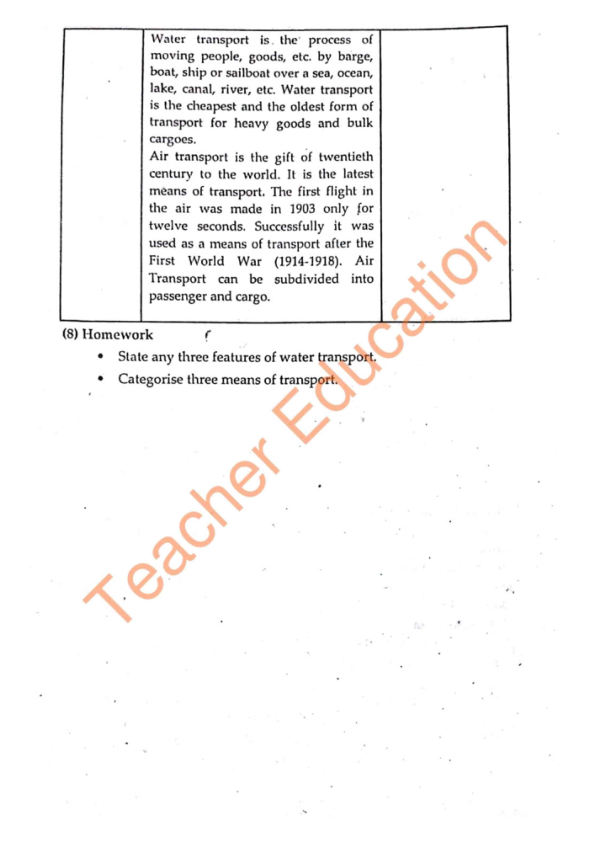 Water transport is the process of
moving people, goods, etc. by barge,
boat, ship or sailboat over a sea, ocean,
lake, canal, river, etc. Water transport
is the cheapest and the oldest form of
transport for heavy goods and bulk
cargoes.
Air transport is the gift of twentieth
century to the world. It is the latest
means of transport. The first flight in
the air was made in 1903 only for
twelve seconds. Successfully it was
used as a means of transport after the
First World War (1914-1918). Air
Transport can be subdivided into
passenger and cargo.
(8) Homework
• State any three features of water transport.
• Categorise three means of transport.
Teacher Education